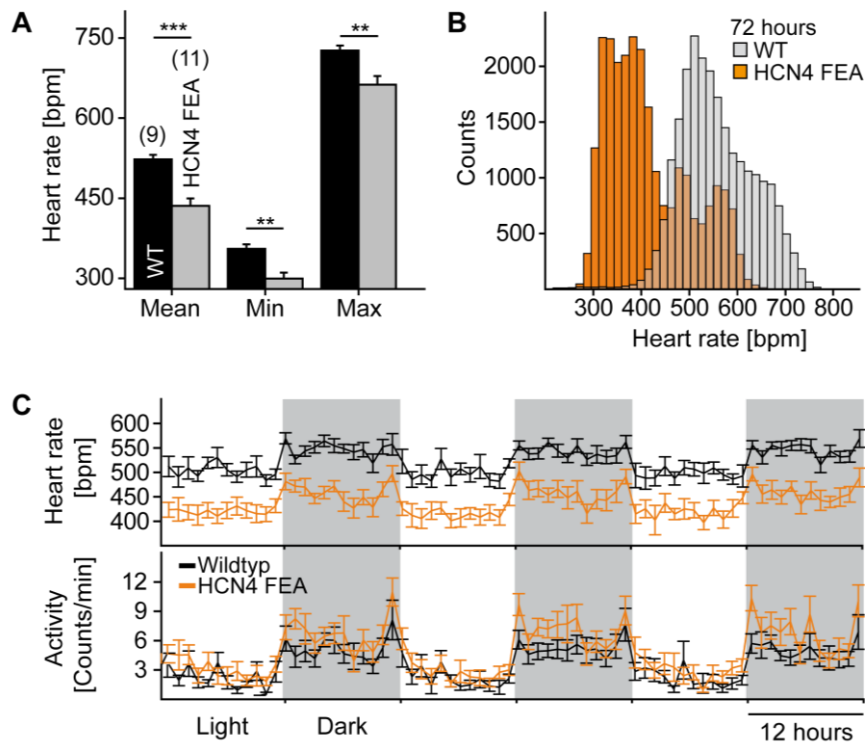 A
Heart rate [bpm]
750
600
450
300
***
(9)
(11)
WT
HCN4 FEA
**
**
Mean Min Max
B
72 hours
WT
HCN4 FEA
Counts
2000
1500
1000
500
300 400 500 600 700 800
Heart rate [bpm]
C
Heart rate
[bpm]
600
550
500
450
400
Wildtyp
HCN4 FEA
Activity
[Counts/min]
12
9
6
3
Light Dark 12 hours